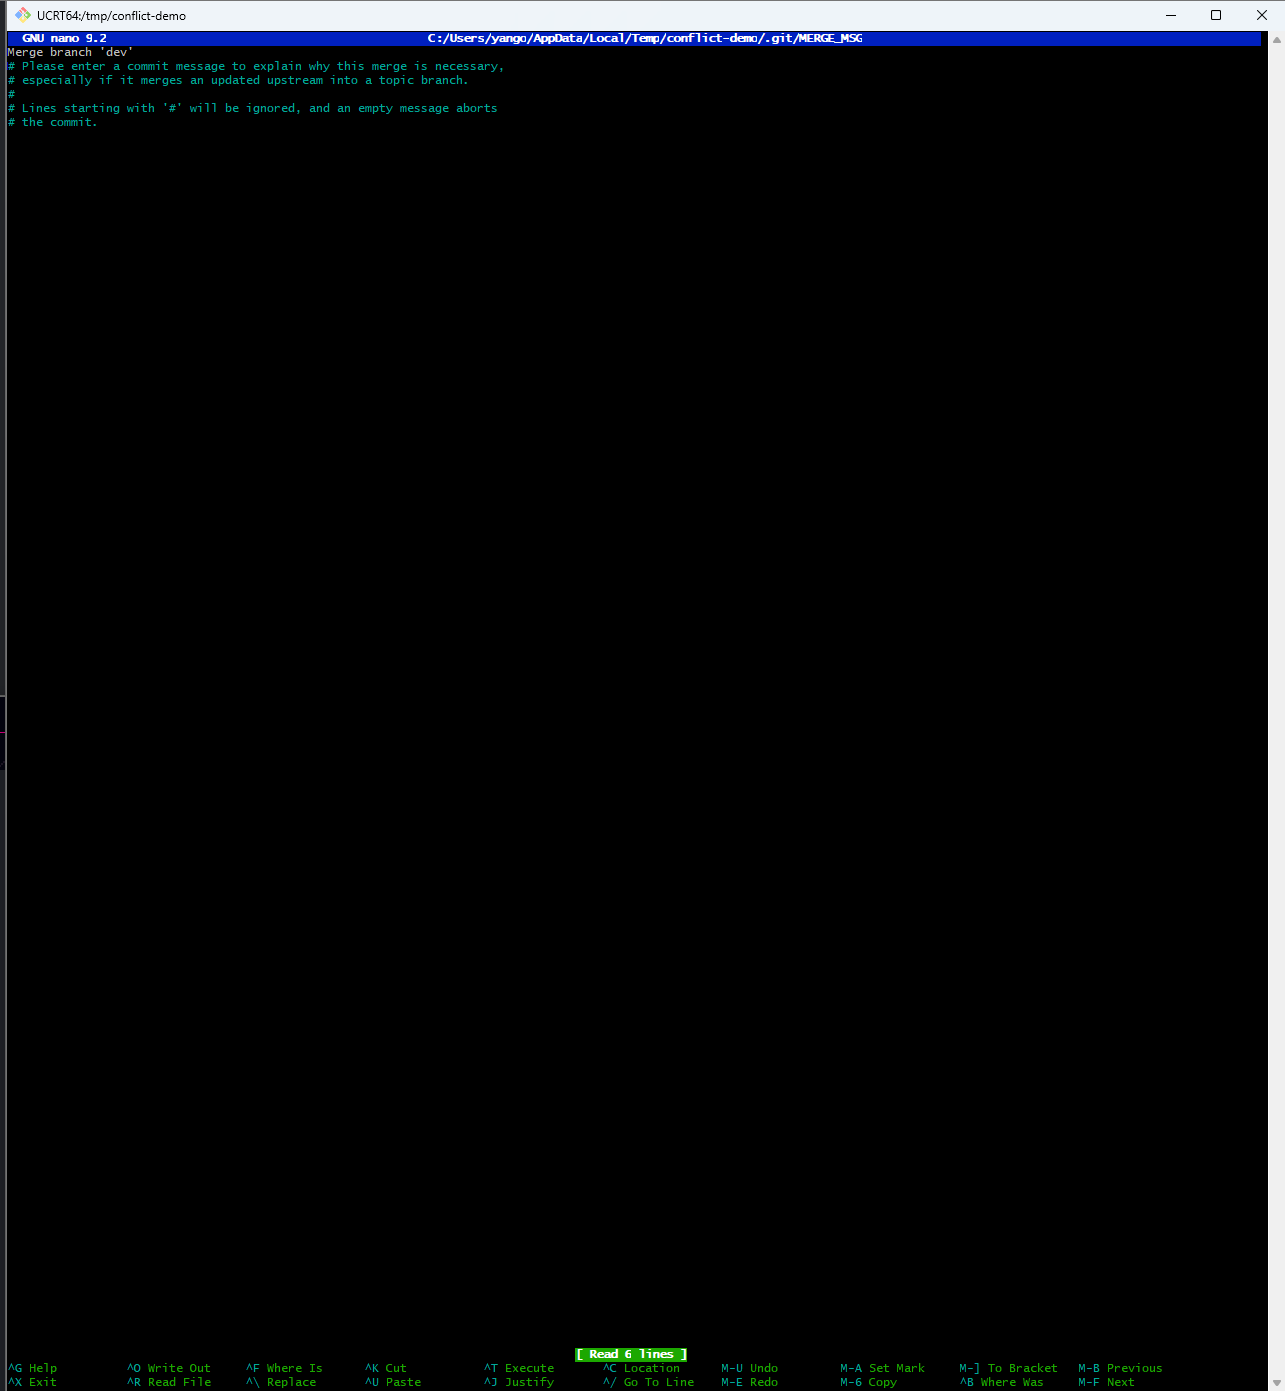 UCRT64:/tmp/conflict-demo
GNU nano 9.2 C:/Users/yango/AppData/Local/Temp/conflict-demo/.git/MERGE_MSG
Merge branch 'dev'
# Please enter a commit message to explain why this merge is necessary,
# especially if it merges an updated upstream into a topic branch.
#
# Lines starting with '#' will be ignored, and an empty message aborts
# the commit.
[ Read 6 lines ]
^G Help ^O Write Out ^F Where Is ^K Cut ^T Execute ^C Location M-U Undo M-A Set Mark M-] To Bracket M-B Previous
^X Exit ^R Read File ^\ Replace ^U Paste ^J Justify ^/ Go To Line M-E Redo M-6 Copy ^B Where Was M-F Next